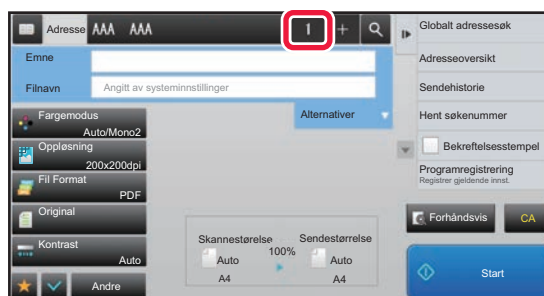 Adresse AAA AAA 1 +
Globalt adressesøk
Emne
Adresseoversikt
Filnavn Angitt av systeminnstillinger
Sendehistorie
Fargemodus
Auto/Mono2
Alternativer
Hent søkenummer
Oppløsning
200x200dpi
Bekreftelsesstempel
Fil Format
PDF
Programregistrering
Registrer gjeldende innst.
Original
Forhåndsvis CA
Kontrast
Auto
Skannestørelse 100% Sendestørrelse
Auto Auto
A4 A4
Andre
Start